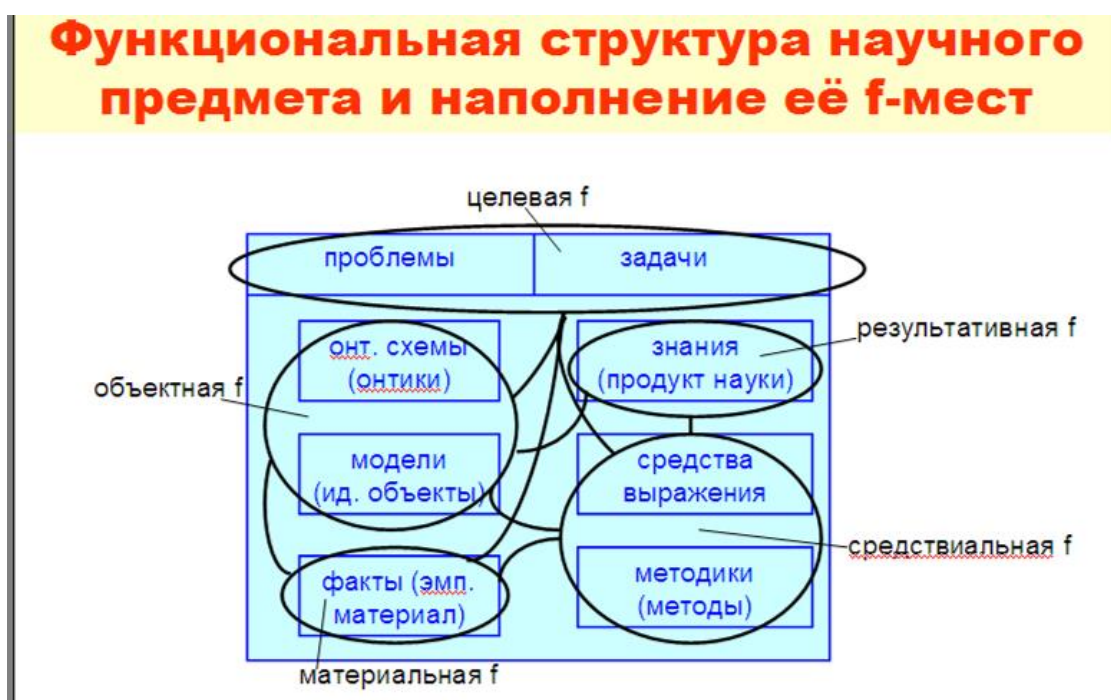 Функциональная структура научного
предмета и наполнение её f-мест
целевая f
проблемы
задачи
онт. схемы
(онтики)
знания
(продукт науки)
результативная f
объектная f
модели
(ид. объекты)
средства
выражения
средствиальная f
факты (эмп.
материал)
методики
(методы)
материальная f